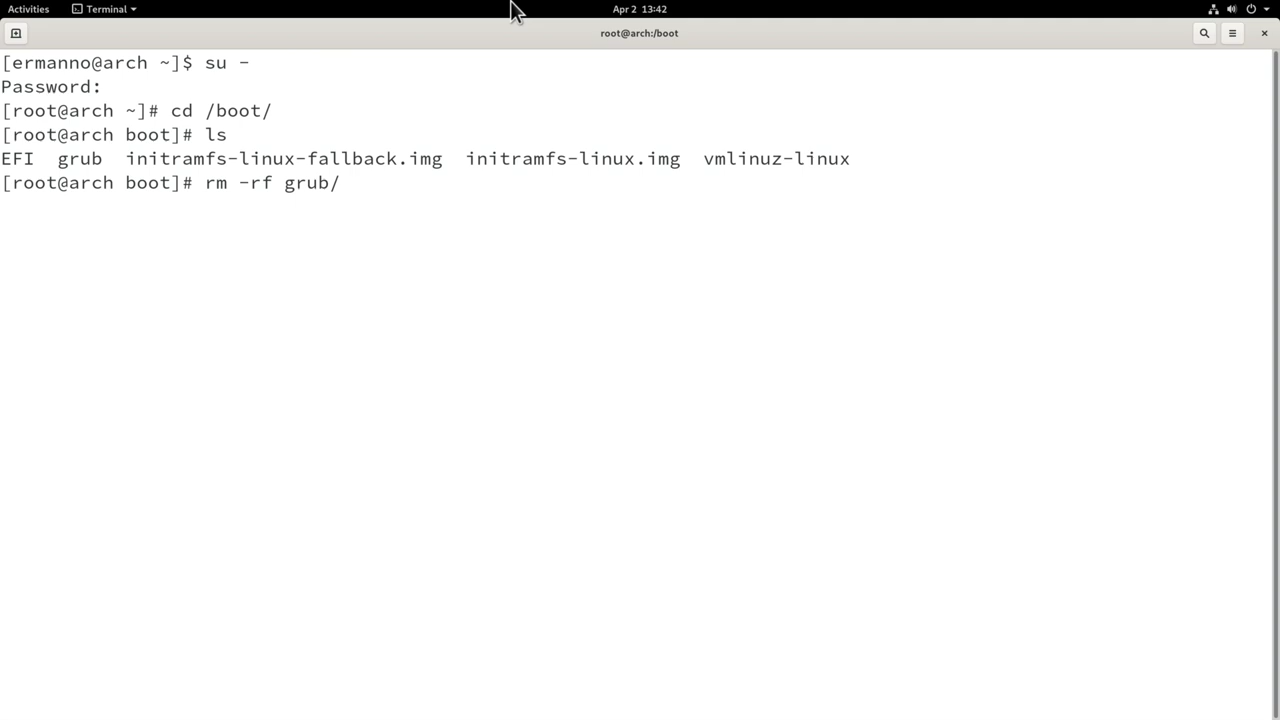 Activities Terminal Apr 2 13:42
root@arch:/boot
[ermanno@arch ~]$ su -
Password:
[root@arch ~]# cd /boot/
[root@arch boot]# ls
EFI grub initramfs-linux-fallback.img initramfs-linux.img vmlinuz-linux
[root@arch boot]# rm -rf grub/